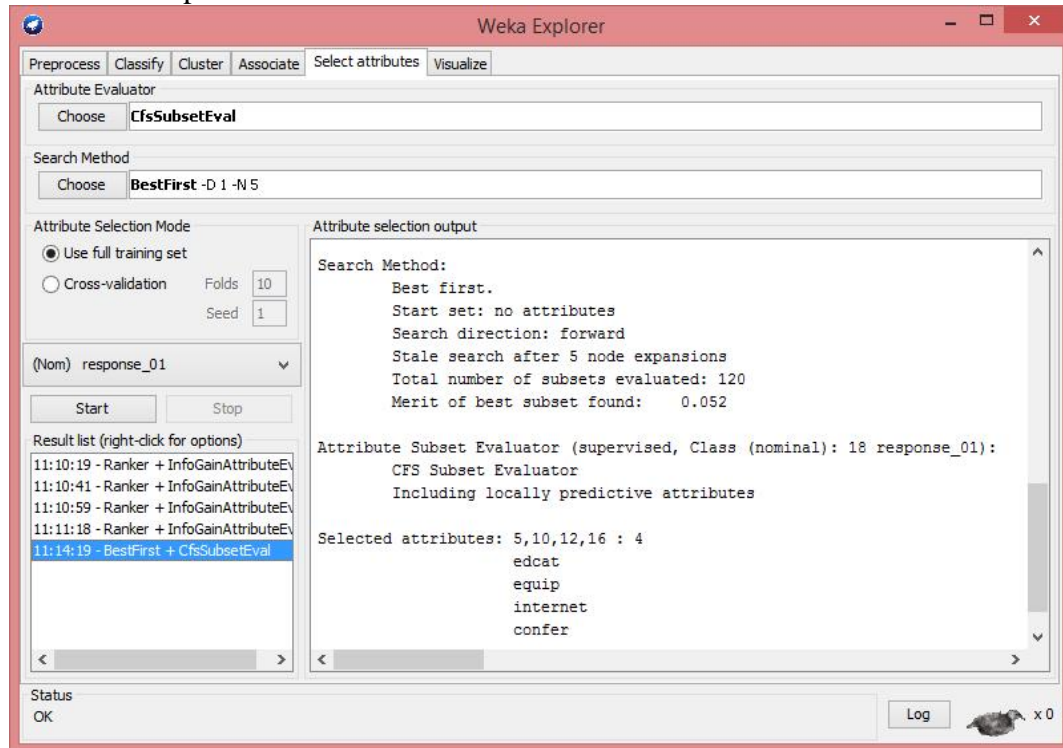 Weka Explorer
Preprocess Classify Cluster Associate Select attributes Visualize
Attribute Evaluator
Choose CfsSubsetEval
Search Method
Choose BestFirst -D 1 -N 5
Attribute Selection Mode
Use full training set
Cross-validation Folds 10
Seed 1
(Nom) response_01
Start Stop
Result list (right-click for options)
11:10:19 - Ranker + InfoGainAttributeEv
11:10:41 - Ranker + InfoGainAttributeEv
11:10:59 - Ranker + InfoGainAttributeEv
11:11:18 - Ranker + InfoGainAttributeEv
11:14:19 - BestFirst + CfsSubsetEval
Attribute selection output
Search Method:
Best first.
Start set: no attributes
Search direction: forward
Stale search after 5 node expansions
Total number of subsets evaluated: 120
Merit of best subset found: 0.052
Attribute Subset Evaluator (supervised, Class (nominal): 18 response_01):
CFS Subset Evaluator
Including locally predictive attributes
Selected attributes: 5,10,12,16 : 4
edcat
equip
internet
confer
Status
OK
Log x 0